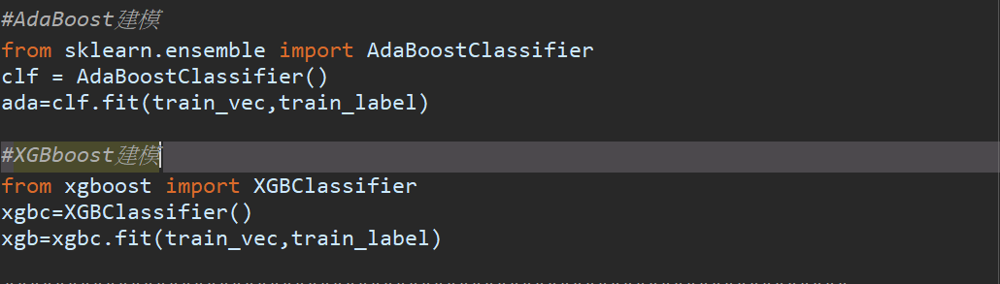 #AdaBoost建模
from sklearn.ensemble import AdaBoostClassifier
clf = AdaBoostClassifier()
ada=clf.fit(train_vec,train_label)
#XGBboost建模
from xgboost import XGBClassifier
xgbc=XGBClassifier()
xgb=xgbc.fit(train_vec,train_label)